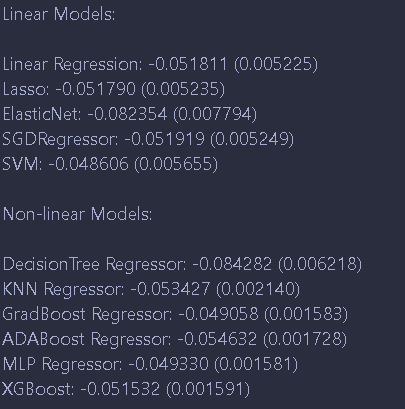 Linear Models:
Linear Regression: -0.051811 (0.005225)
Lasso: -0.051790 (0.005235)
ElasticNet: -0.082354 (0.007794)
SGDRegressor: -0.051919 (0.005249)
SVM: -0.048606 (0.005655)
Non-linear Models:
DecisionTree Regressor: -0.084282 (0.006218)
KNN Regressor: -0.053427 (0.002140)
GradBoost Regressor: -0.049058 (0.001583)
ADABoost Regressor: -0.054632 (0.001728)
MLP Regressor: -0.049330 (0.001581)
XGBoost: -0.051532 (0.001591)